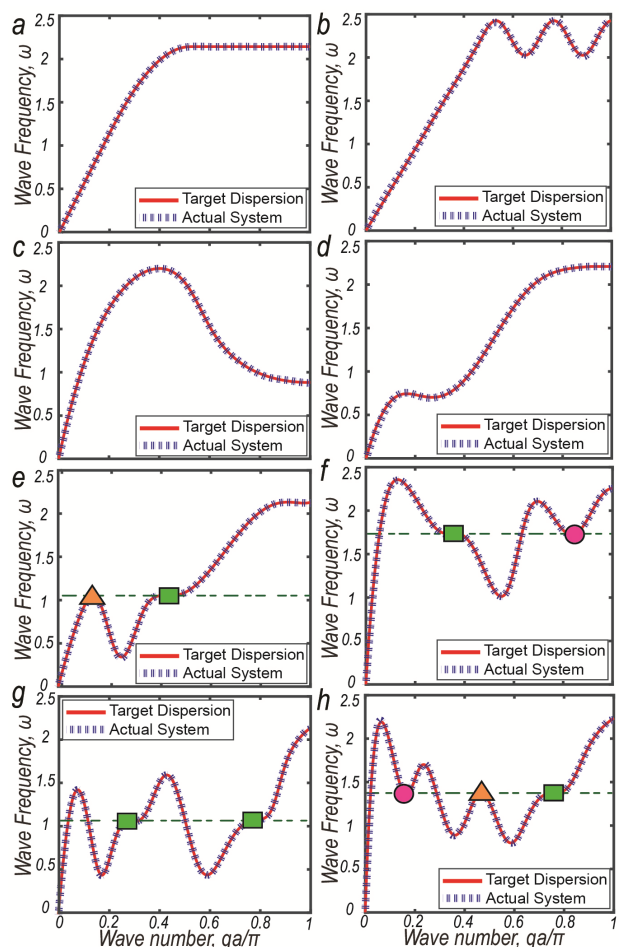 a
Wave Frequency, ω
2.5
2
1.5
1
0.5
0
Target Dispersion
Actual System
b
Wave Frequency, ω
2.5
2
1.5
1
0.5
0
Target Dispersion
Actual System
c
Wave Frequency, ω
2.5
2
1.5
1
0.5
0
Target Dispersion
Actual System
d
Wave Frequency, ω
2.5
2
1.5
1
0.5
0
Target Dispersion
Actual System
e
Wave Frequency, ω
2.5
2
1.5
1
0.5
0
Target Dispersion
Actual System
f
Wave Frequency, ω
2.5
2
1.5
1
0.5
0
Target Dispersion
Actual System
g
Wave Frequency, ω
2.5
2
1.5
1
0.5
0
Target Dispersion
Actual System
0 0.2 0.4 0.6 0.8 1
Wave number, qa/π
h
Wave Frequency, ω
2.5
2
1.5
1
0.5
0
Target Dispersion
Actual System
0 0.2 0.4 0.6 0.8 1
Wave number, qa/π